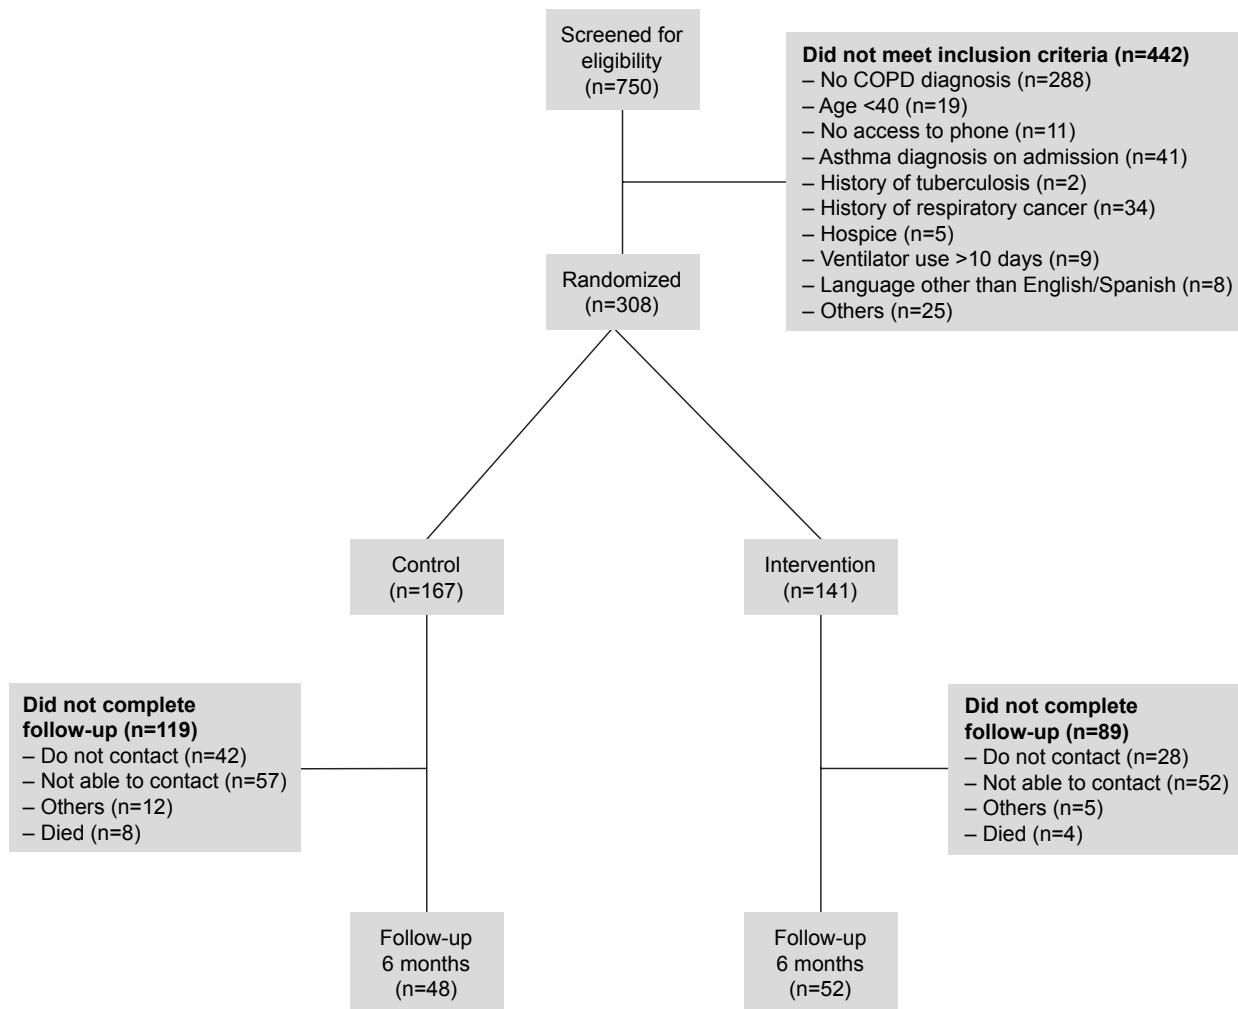 Screened for
eligibility
(n=750)
Did not meet inclusion criteria (n=442)
– No COPD diagnosis (n=288)
– Age <40 (n=19)
– No access to phone (n=11)
– Asthma diagnosis on admission (n=41)
– History of tuberculosis (n=2)
– History of respiratory cancer (n=34)
– Hospice (n=5)
– Ventilator use >10 days (n=9)
– Language other than English/Spanish (n=8)
– Others (n=25)
Randomized
(n=308)
Control
(n=167)
Intervention
(n=141)
Did not complete
follow-up (n=119)
– Do not contact (n=42)
– Not able to contact (n=57)
– Others (n=12)
– Died (n=8)
Did not complete
follow-up (n=89)
– Do not contact (n=28)
– Not able to contact (n=52)
– Others (n=5)
– Died (n=4)
Follow-up
6 months
(n=48)
Follow-up
6 months
(n=52)